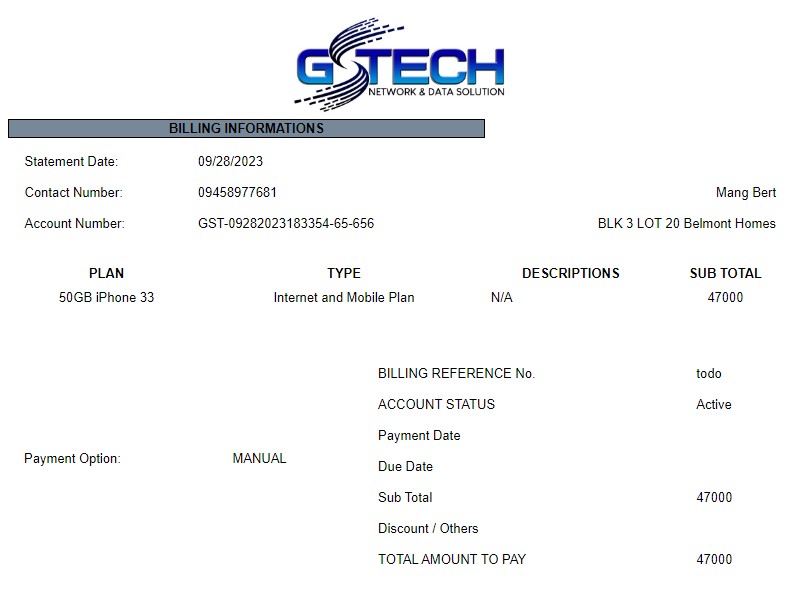 GSTECH
NETWORK & DATA SOLUTION
BILLING INFORMATIONS
Statement Date: 09/28/2023
Contact Number: 09458977681 Mang Bert
Account Number: GST-09282023183354-65-656 BLK 3 LOT 20 Belmont Homes
PLAN TYPE DESCRIPTIONS SUB TOTAL
50GB iPhone 33 Internet and Mobile Plan N/A 47000
BILLING REFERENCE No. todo
ACCOUNT STATUS Active
Payment Date
Payment Option: MANUAL
Due Date
Sub Total 47000
Discount / Others
TOTAL AMOUNT TO PAY 47000